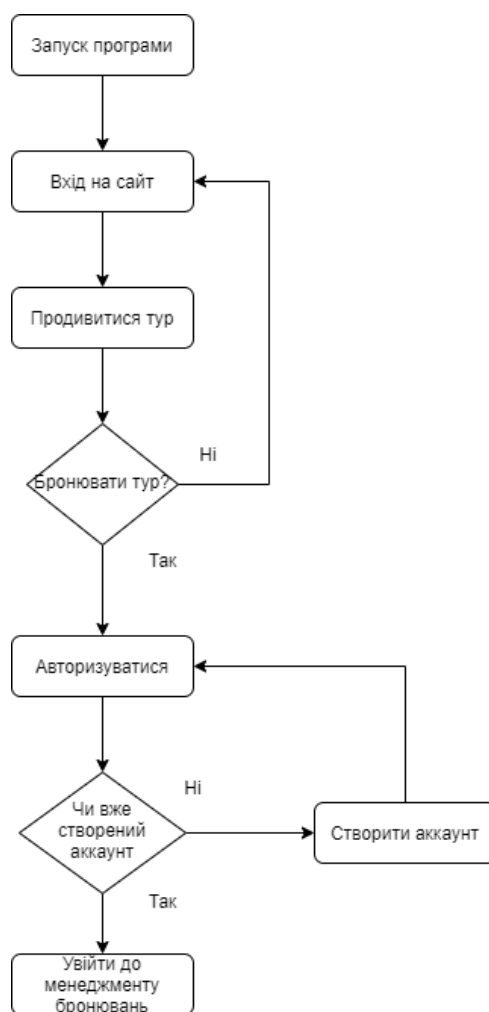 Запуск програми
Вхід на сайт
Продивитися тур
Бронювати тур?
Ні
Так
Авторизуватися
Ні
Чи вже
створений
аккаунт
Створити аккаунт
Так
Увійти до
менеджменту
бронювань